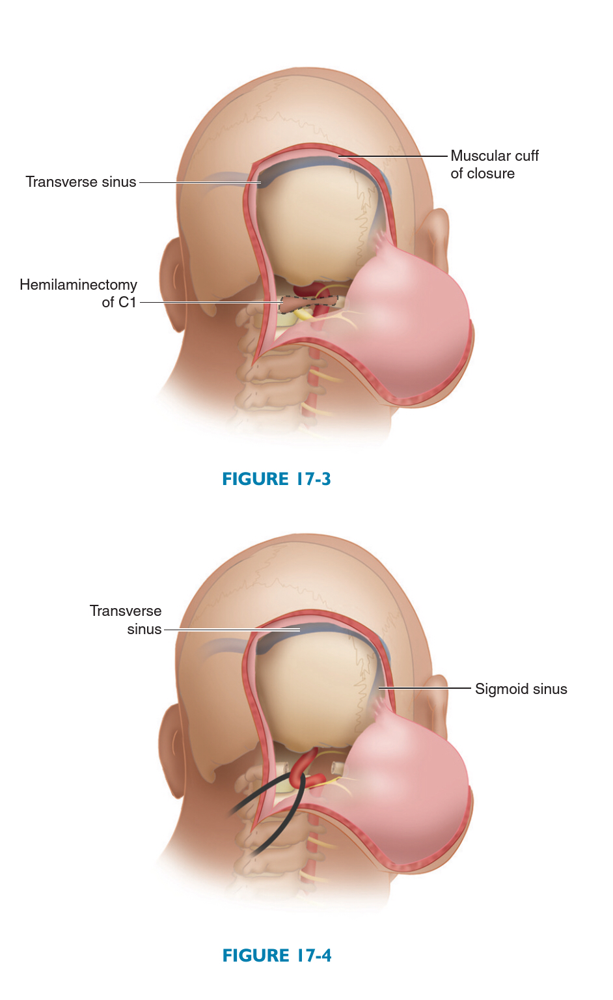 Muscular cuff
of closure
Transverse sinus
Hemilaminectomy
of C1
FIGURE 17-3
Transverse
sinus
Sigmoid sinus
FIGURE 17-4